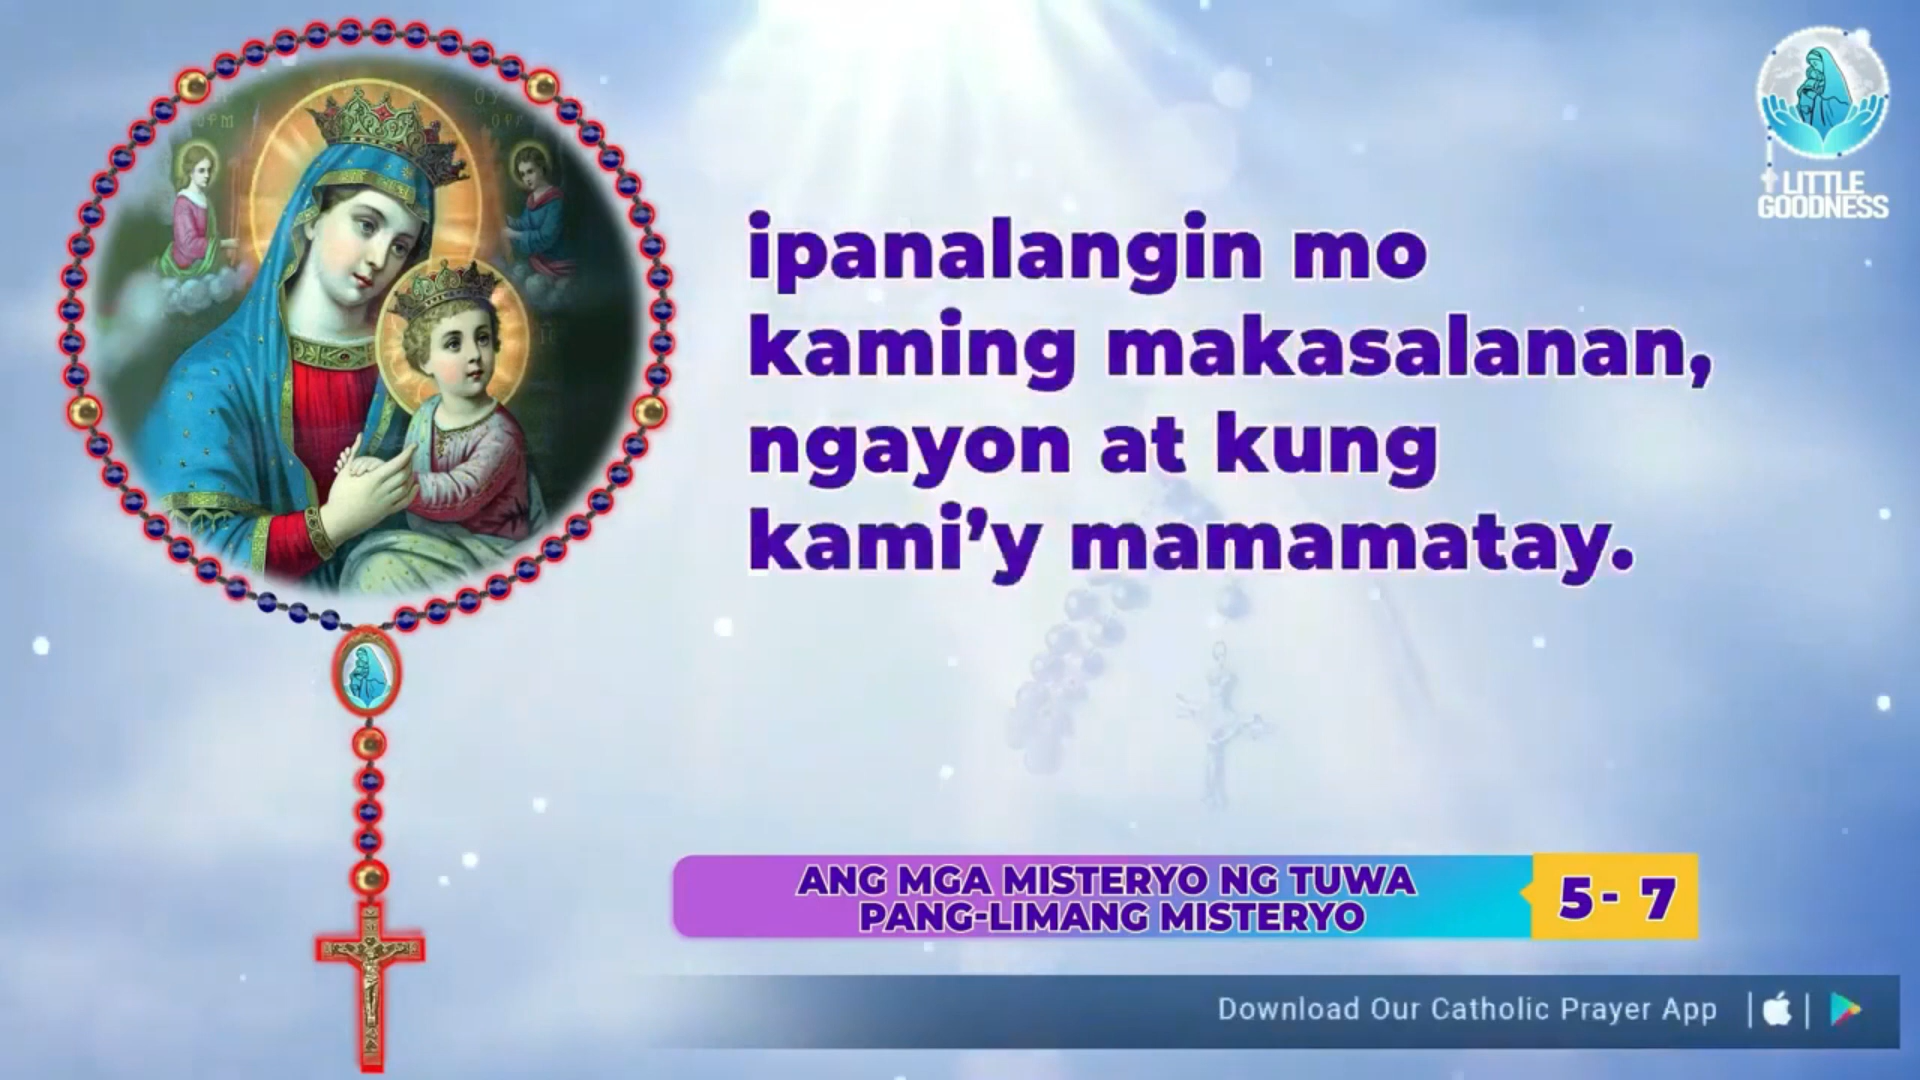 ipanalangin mo
kaming makasalanan,
ngayon at kung
kami’y mamamatay.
LITTLE
GOODNESS
ANG MGA MISTERYO NG TUWA
PANG-LIMANG MISTERYO
5- 7
Download Our Catholic Prayer App